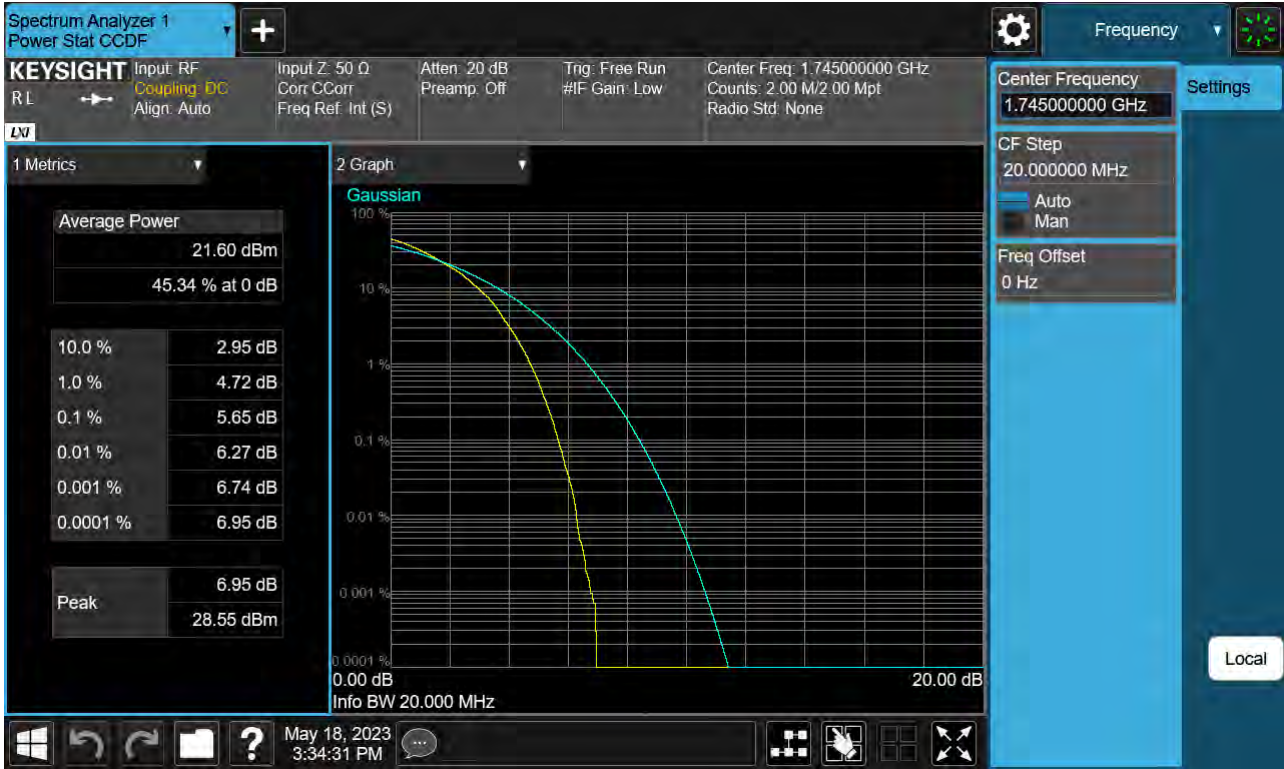 Spectrum Analyzer 1
Power Stat CCDF
+
Frequency
KEYSIGHT
R L
LXI
Input: RF
Coupling: DC
Align: Auto
Input Z: 50 Ω
Corr CCorr
Freq Ref: Int (S)
Atten: 20 dB
Preamp: Off
Trig: Free Run
#IF Gain: Low
Center Freq: 1.745000000 GHz
Counts: 2.00 M/2.00 Mpt
Radio Std: None
Center Frequency
1.745000000 GHz
Settings
CF Step
20.000000 MHz
Auto
Man
Freq Offset
0 Hz
Local
1 Metrics
Average Power
21.60 dBm
45.34 % at 0 dB
10.0 % 2.95 dB
1.0 % 4.72 dB
0.1 % 5.65 dB
0.01 % 6.27 dB
0.001 % 6.74 dB
0.0001 % 6.95 dB
Peak
6.95 dB
28.55 dBm
2 Graph
Gaussian
100 %
10 %
1 %
0.1 %
0.01 %
0.001 %
0.0001 %
0.00 dB 20.00 dB
Info BW 20.000 MHz
?
May 18, 2023
3:34:31 PM